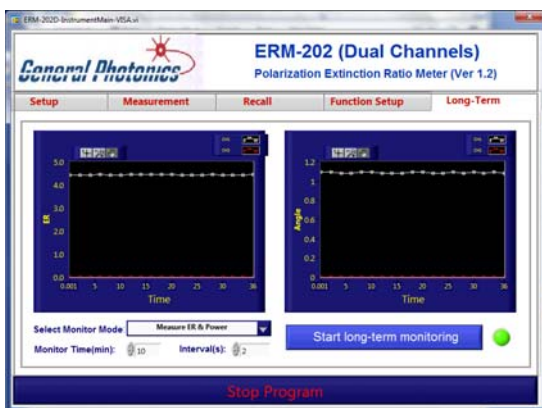 ERM-202D-InstrumentMain-VISA.vi
General Photonics
ERM-202 (Dual Channels)
Polarization Extinction Ratio Meter (Ver 1.2)
Setup Measurement Recall Function Setup Long-Term
5.0
4.0
3.0
2.0
1.0
0.0
ER
0.001 5 10 15 20 25 30 36
Time
1.2
1
0.8
0.6
0.4
0.2
0
Angle
0.001 5 10 15 20 25 30 36
Time
Select Monitor Mode Measure ER & Power
Monitor Time(min): 10 Interval(s): 2
Start long-term monitoring
Stop Program